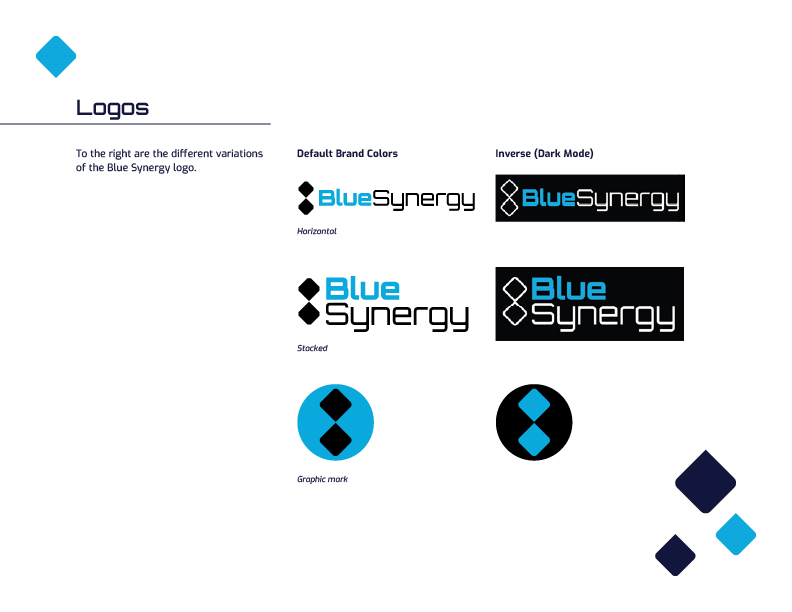 Logos
To the right are the different variations
of the Blue Synergy logo.
Default Brand Colors
Inverse (Dark Mode)
BlueSynergy
BlueSynergy
Horizontal
Blue
Synergy
Blue
Synergy
Stacked
Graphic mark